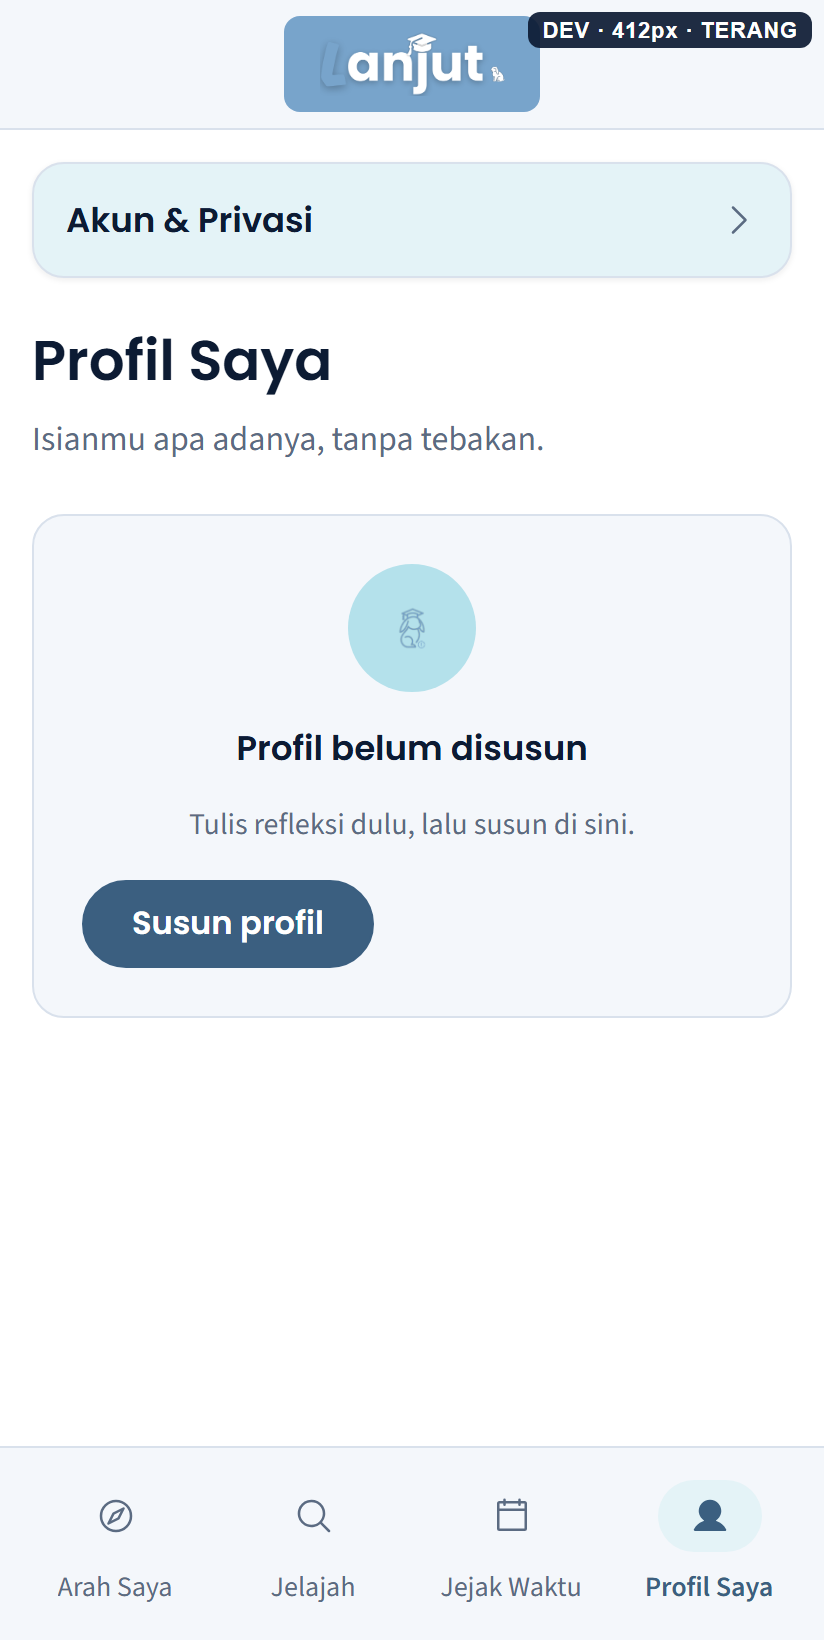 Lanjut
DEV · 412px · TERANG
Akun & Privasi
Profil Saya
Isianmu apa adanya, tanpa tebakan.
Profil belum disusun
Tulis refleksi dulu, lalu susun di sini.
Susun profil
Arah Saya
Jelajah
Jejak Waktu
Profil Saya